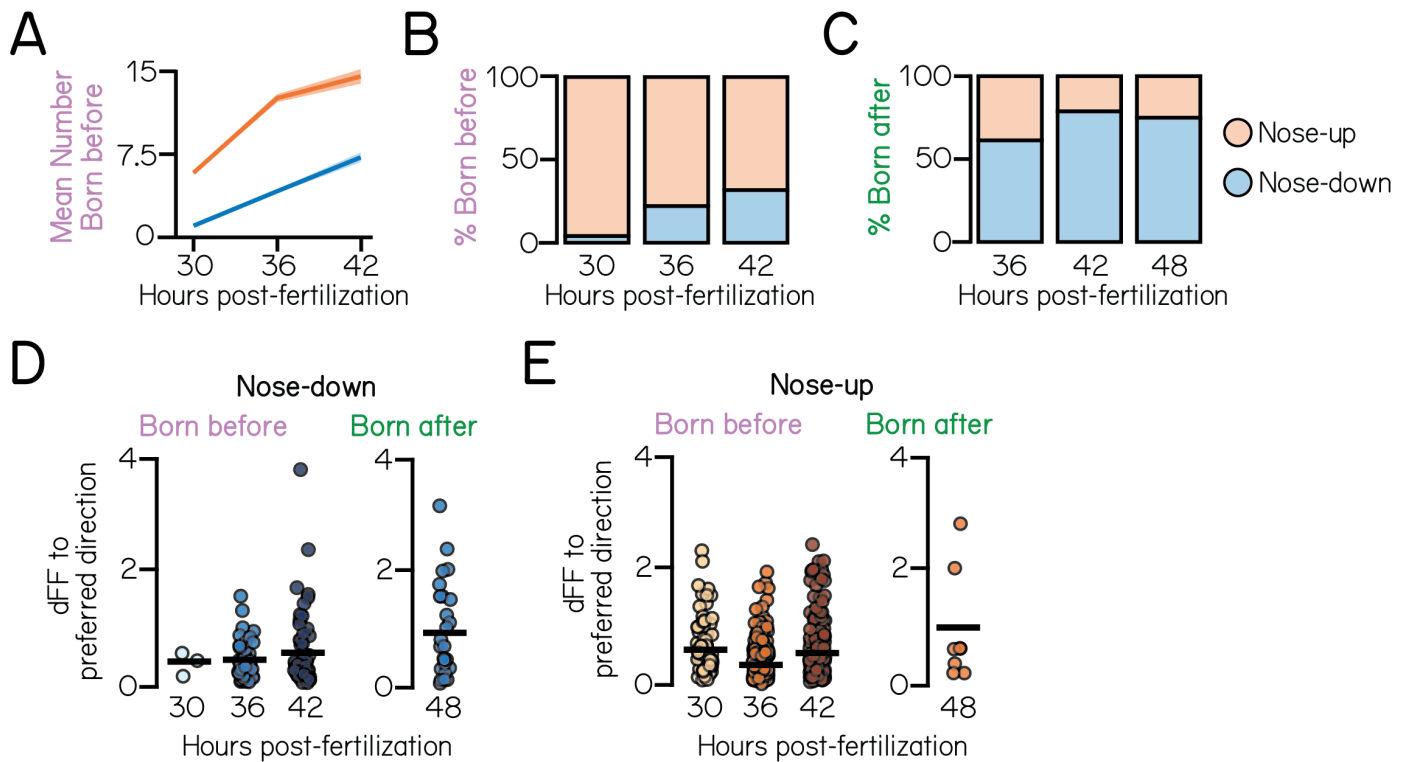 A
Mean Number
Born before
15
7.5
0
30 36 42
Hours post-fertilization
B
% Born before
100
50
0
30 36 42
Hours post-fertilization
C
% Born after
100
50
0
36 42 48
Hours post-fertilization
Nose-up
Nose-down
D
Nose-down
Born before
Born after
dFF to
preferred direction
4
2
0
30 36 42
4
2
0
48
Hours post-fertilization
E
Nose-up
Born before
Born after
dFF to
preferred direction
4
2
0
30 36 42
4
2
0
48
Hours post-fertilization